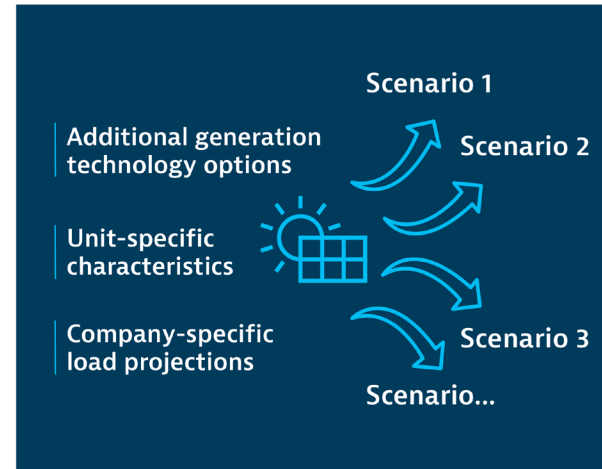 Scenario 1
Additional generation
technology options
Scenario 2
Unit-specific
characteristics
Company-specific
load projections
Scenario 3
Scenario...